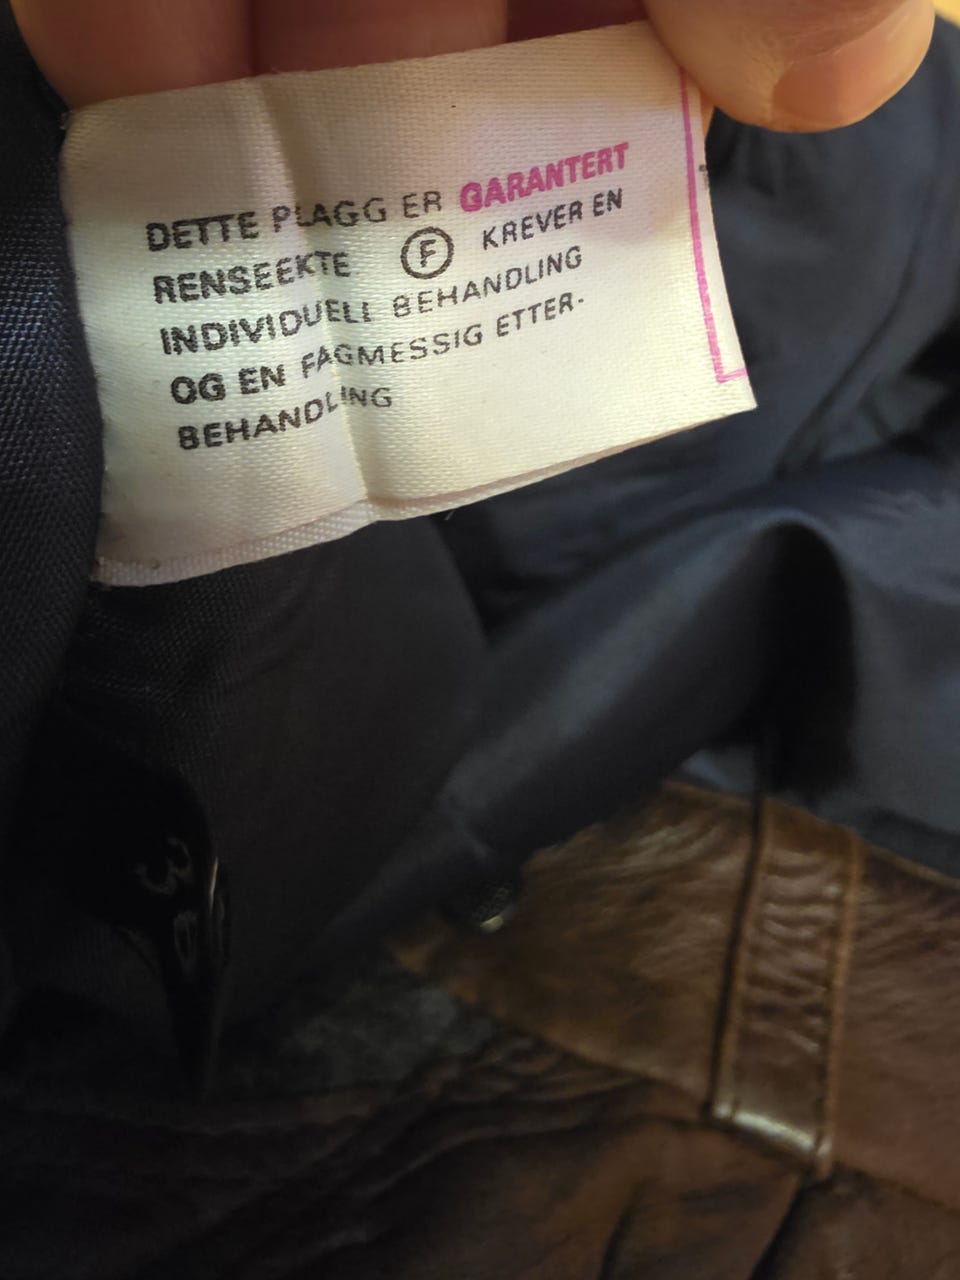 DETTE PLAGG ER GARANTERT
RENSEEKTE Ⓕ KREVER EN
INDIVIDUELL BEHANDLING
OG EN FAGMESSIG ETTER-
BEHANDLING